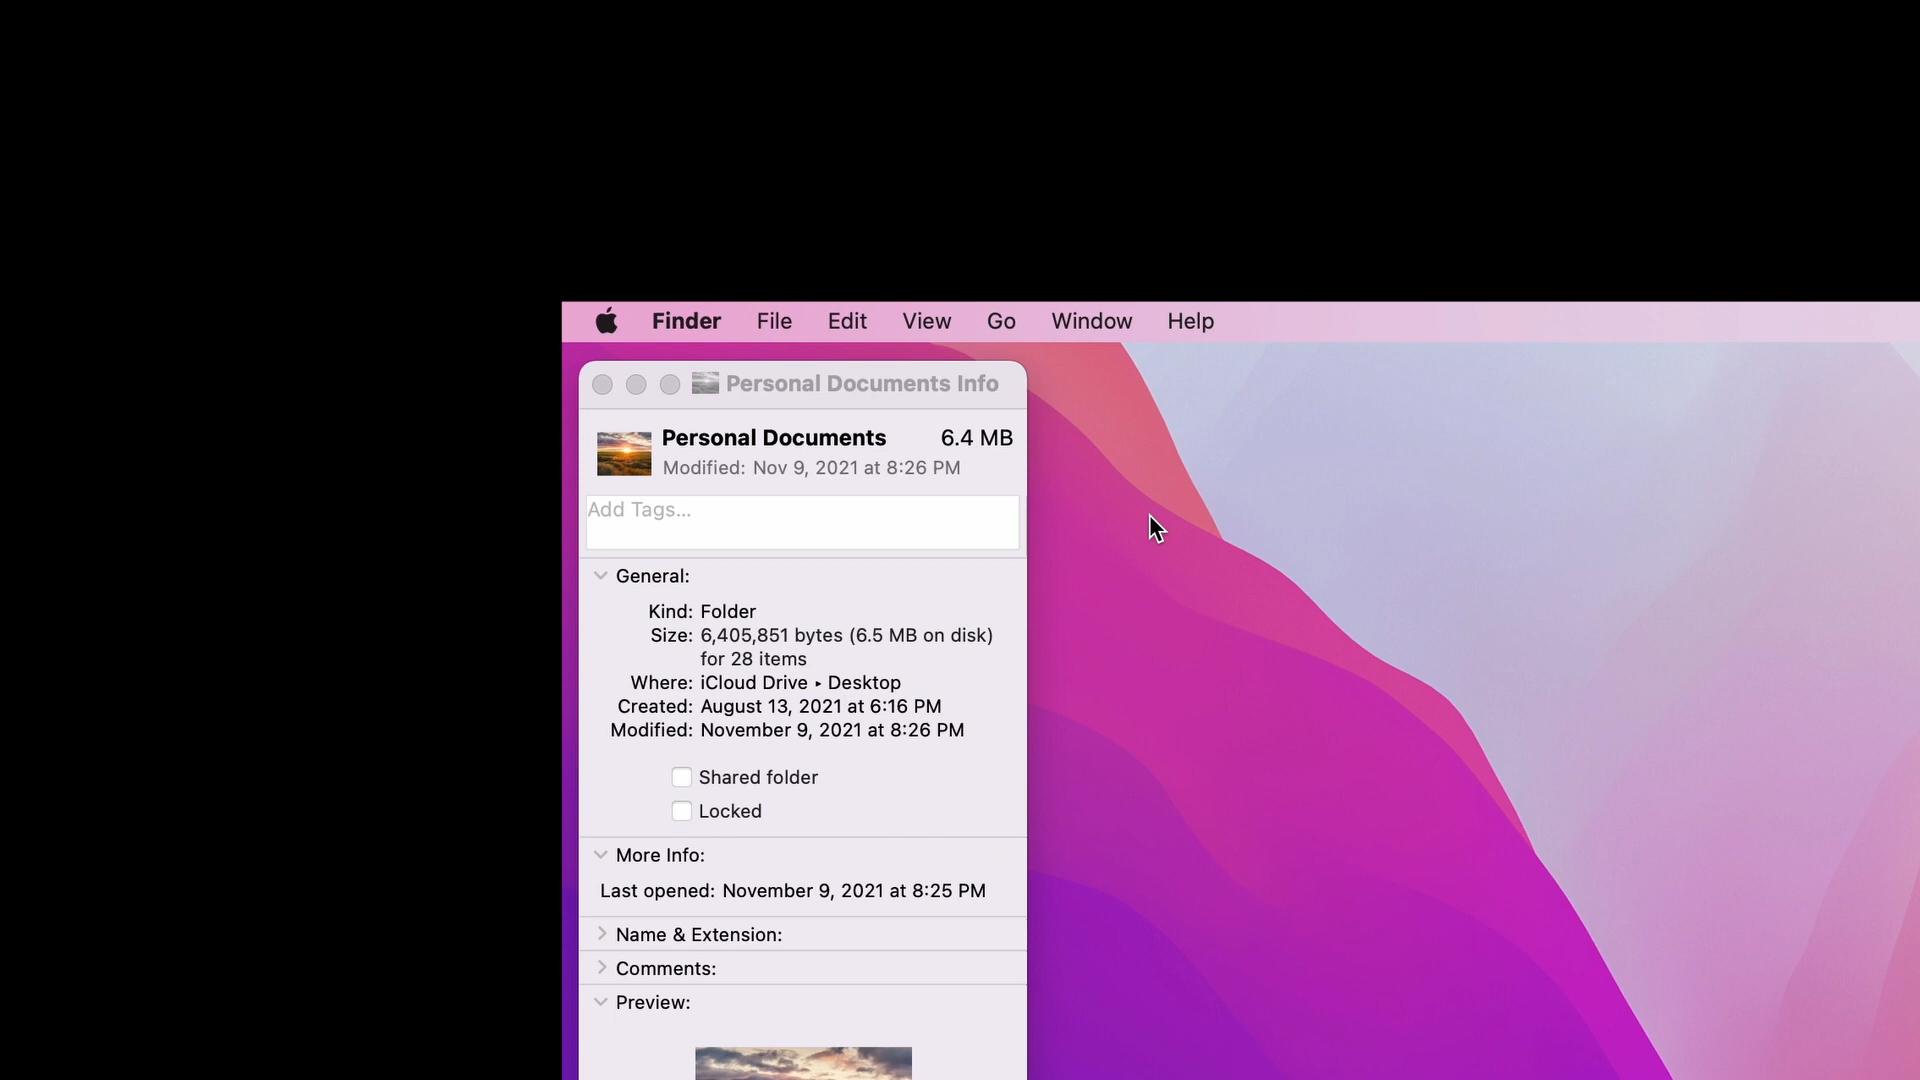 Finder File Edit View Go Window Help
Personal Documents Info
Personal Documents 6.4 MB
Modified: Nov 9, 2021 at 8:26 PM
Add Tags...
General:
Kind: Folder
Size: 6,405,851 bytes (6.5 MB on disk)
for 28 items
Where: iCloud Drive ▸ Desktop
Created: August 13, 2021 at 6:16 PM
Modified: November 9, 2021 at 8:26 PM
Shared folder
Locked
More Info:
Last opened: November 9, 2021 at 8:25 PM
Name & Extension:
Comments:
Preview: